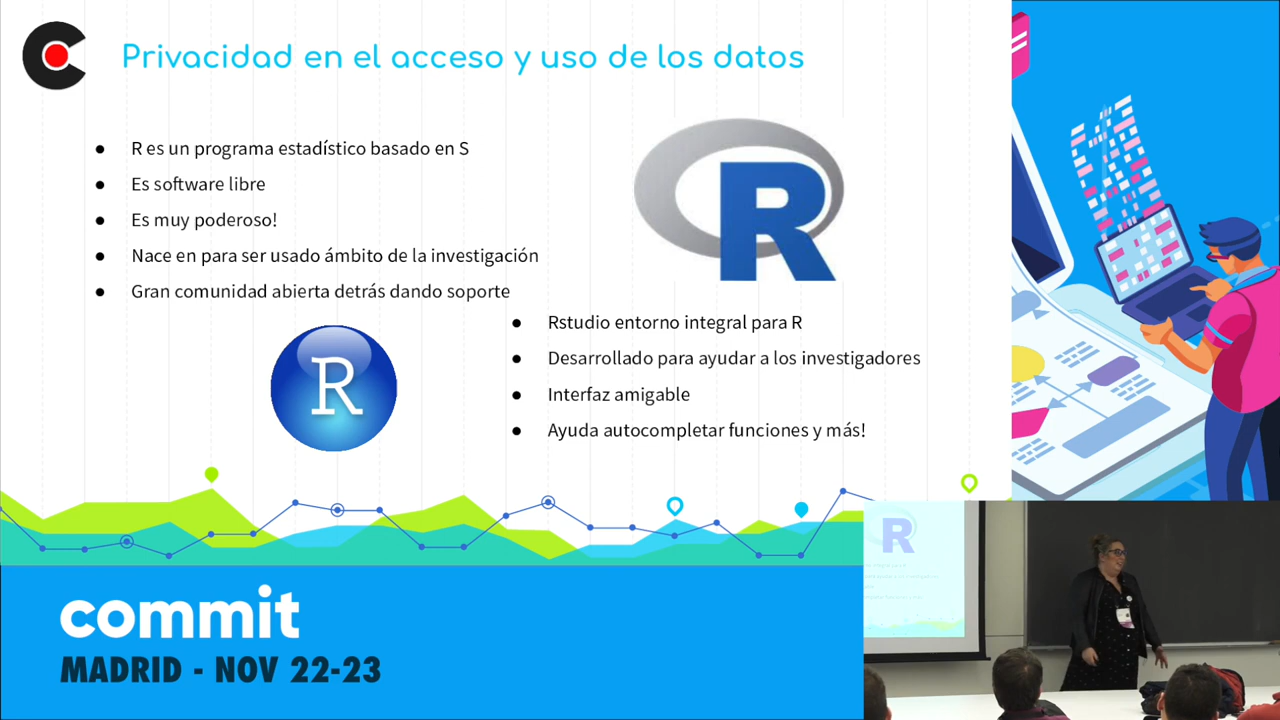 Privacidad en el acceso y uso de los datos
● R es un programa estadístico basado en S
● Es software libre
● Es muy poderoso!
● Nace en para ser usado ámbito de la investigación
● Gran comunidad abierta detrás dando soporte
R
● Rstudio entorno integral para R
● Desarrollado para ayudar a los investigadores
● Interfaz amigable
● Ayuda autocompletar funciones y más!
R
commit
MADRID - NOV 22-23
R